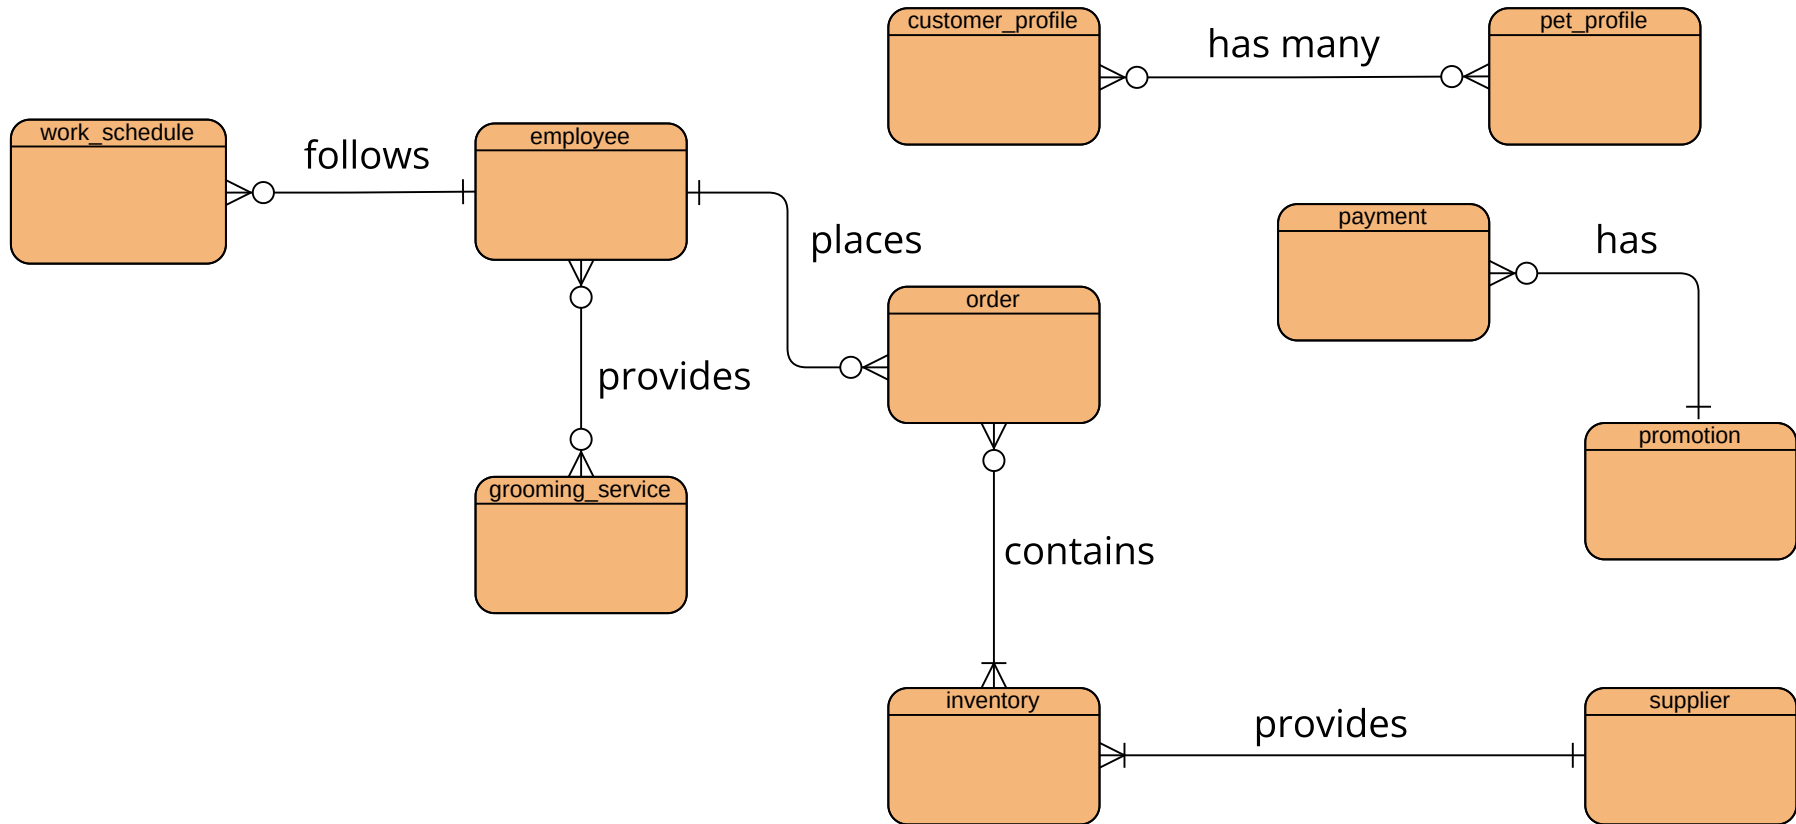 customer_profile
has many
pet_profile
work_schedule
follows
employee
places
payment
has
order
provides
promotion
grooming_service
contains
inventory
provides
supplier